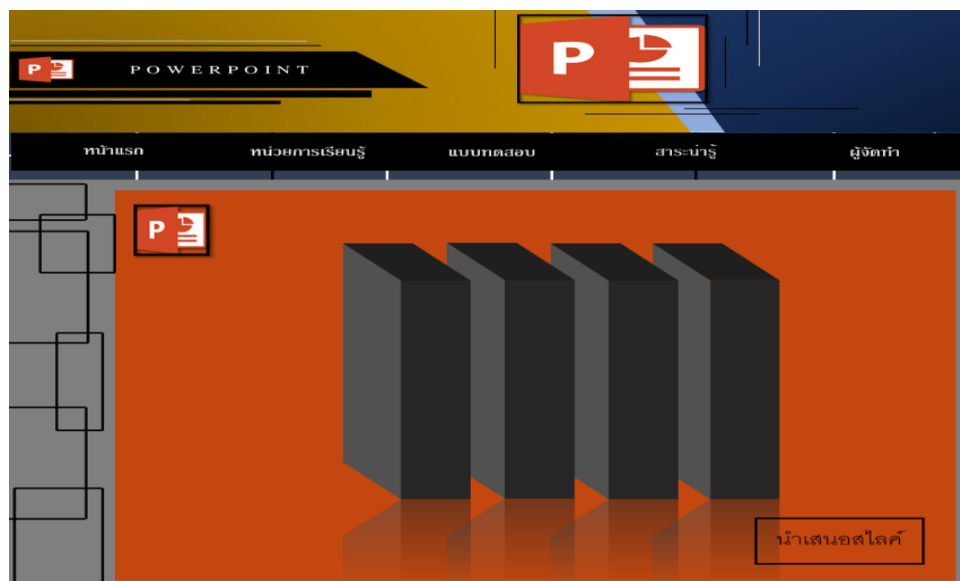 P
POWERPOINT
P
หน้าแรก
หน่วยการเรียนรู้
แบบทดสอบ
สาระน่ารู้
ผู้จัดทำ
P
นำเสนอสไลค์